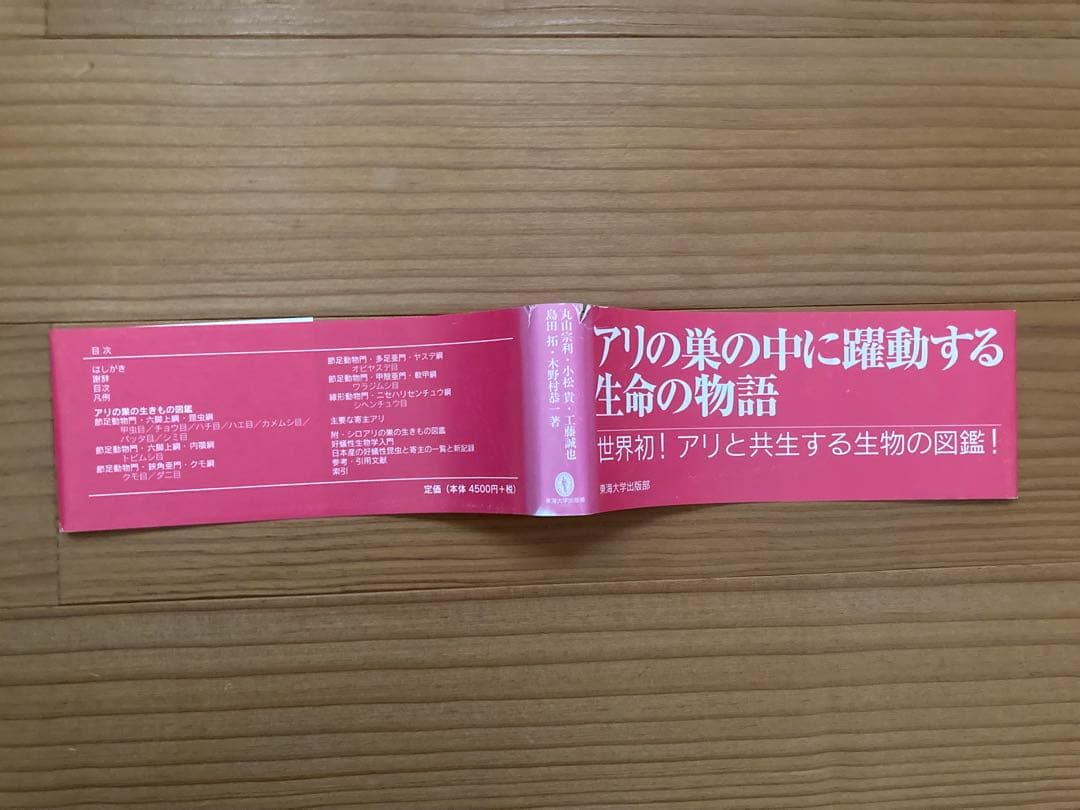 目次
はしがき
謝辞
目次
凡例
アリの巣の生きもの図鑑
節足動物門・六脚上綱・昆虫綱
甲虫目／チョウ目／ハチ目／ハエ目／カメムシ目／
バッタ目／シミ目
節足動物門・六脚上綱・内顎綱
トビムシ目
節足動物門・鋏角亜門・クモ綱
クモ目／ダニ目
節足動物門・多足亜門・ヤスデ綱
オビヤスデ目
節足動物門・甲殻亜門・軟甲綱
ワラジムシ目
線形動物門・ニセハリセンチュウ綱
シヘンチュウ目
主要な寄主アリ
附・シロアリの巣の生きもの図鑑
好蟻性生物学入門
日本産の好蟻性昆虫と寄主の一覧と新記録
参考・引用文献
索引
定価（本体 4500円+税）
丸山宗利・小松 貴・工藤誠也
島田 拓・木野村恭一 著
東海大学出版部
アリの巣の中に躍動する
生命の物語
世界初！アリと共生する生物の図鑑！
東海大学出版部